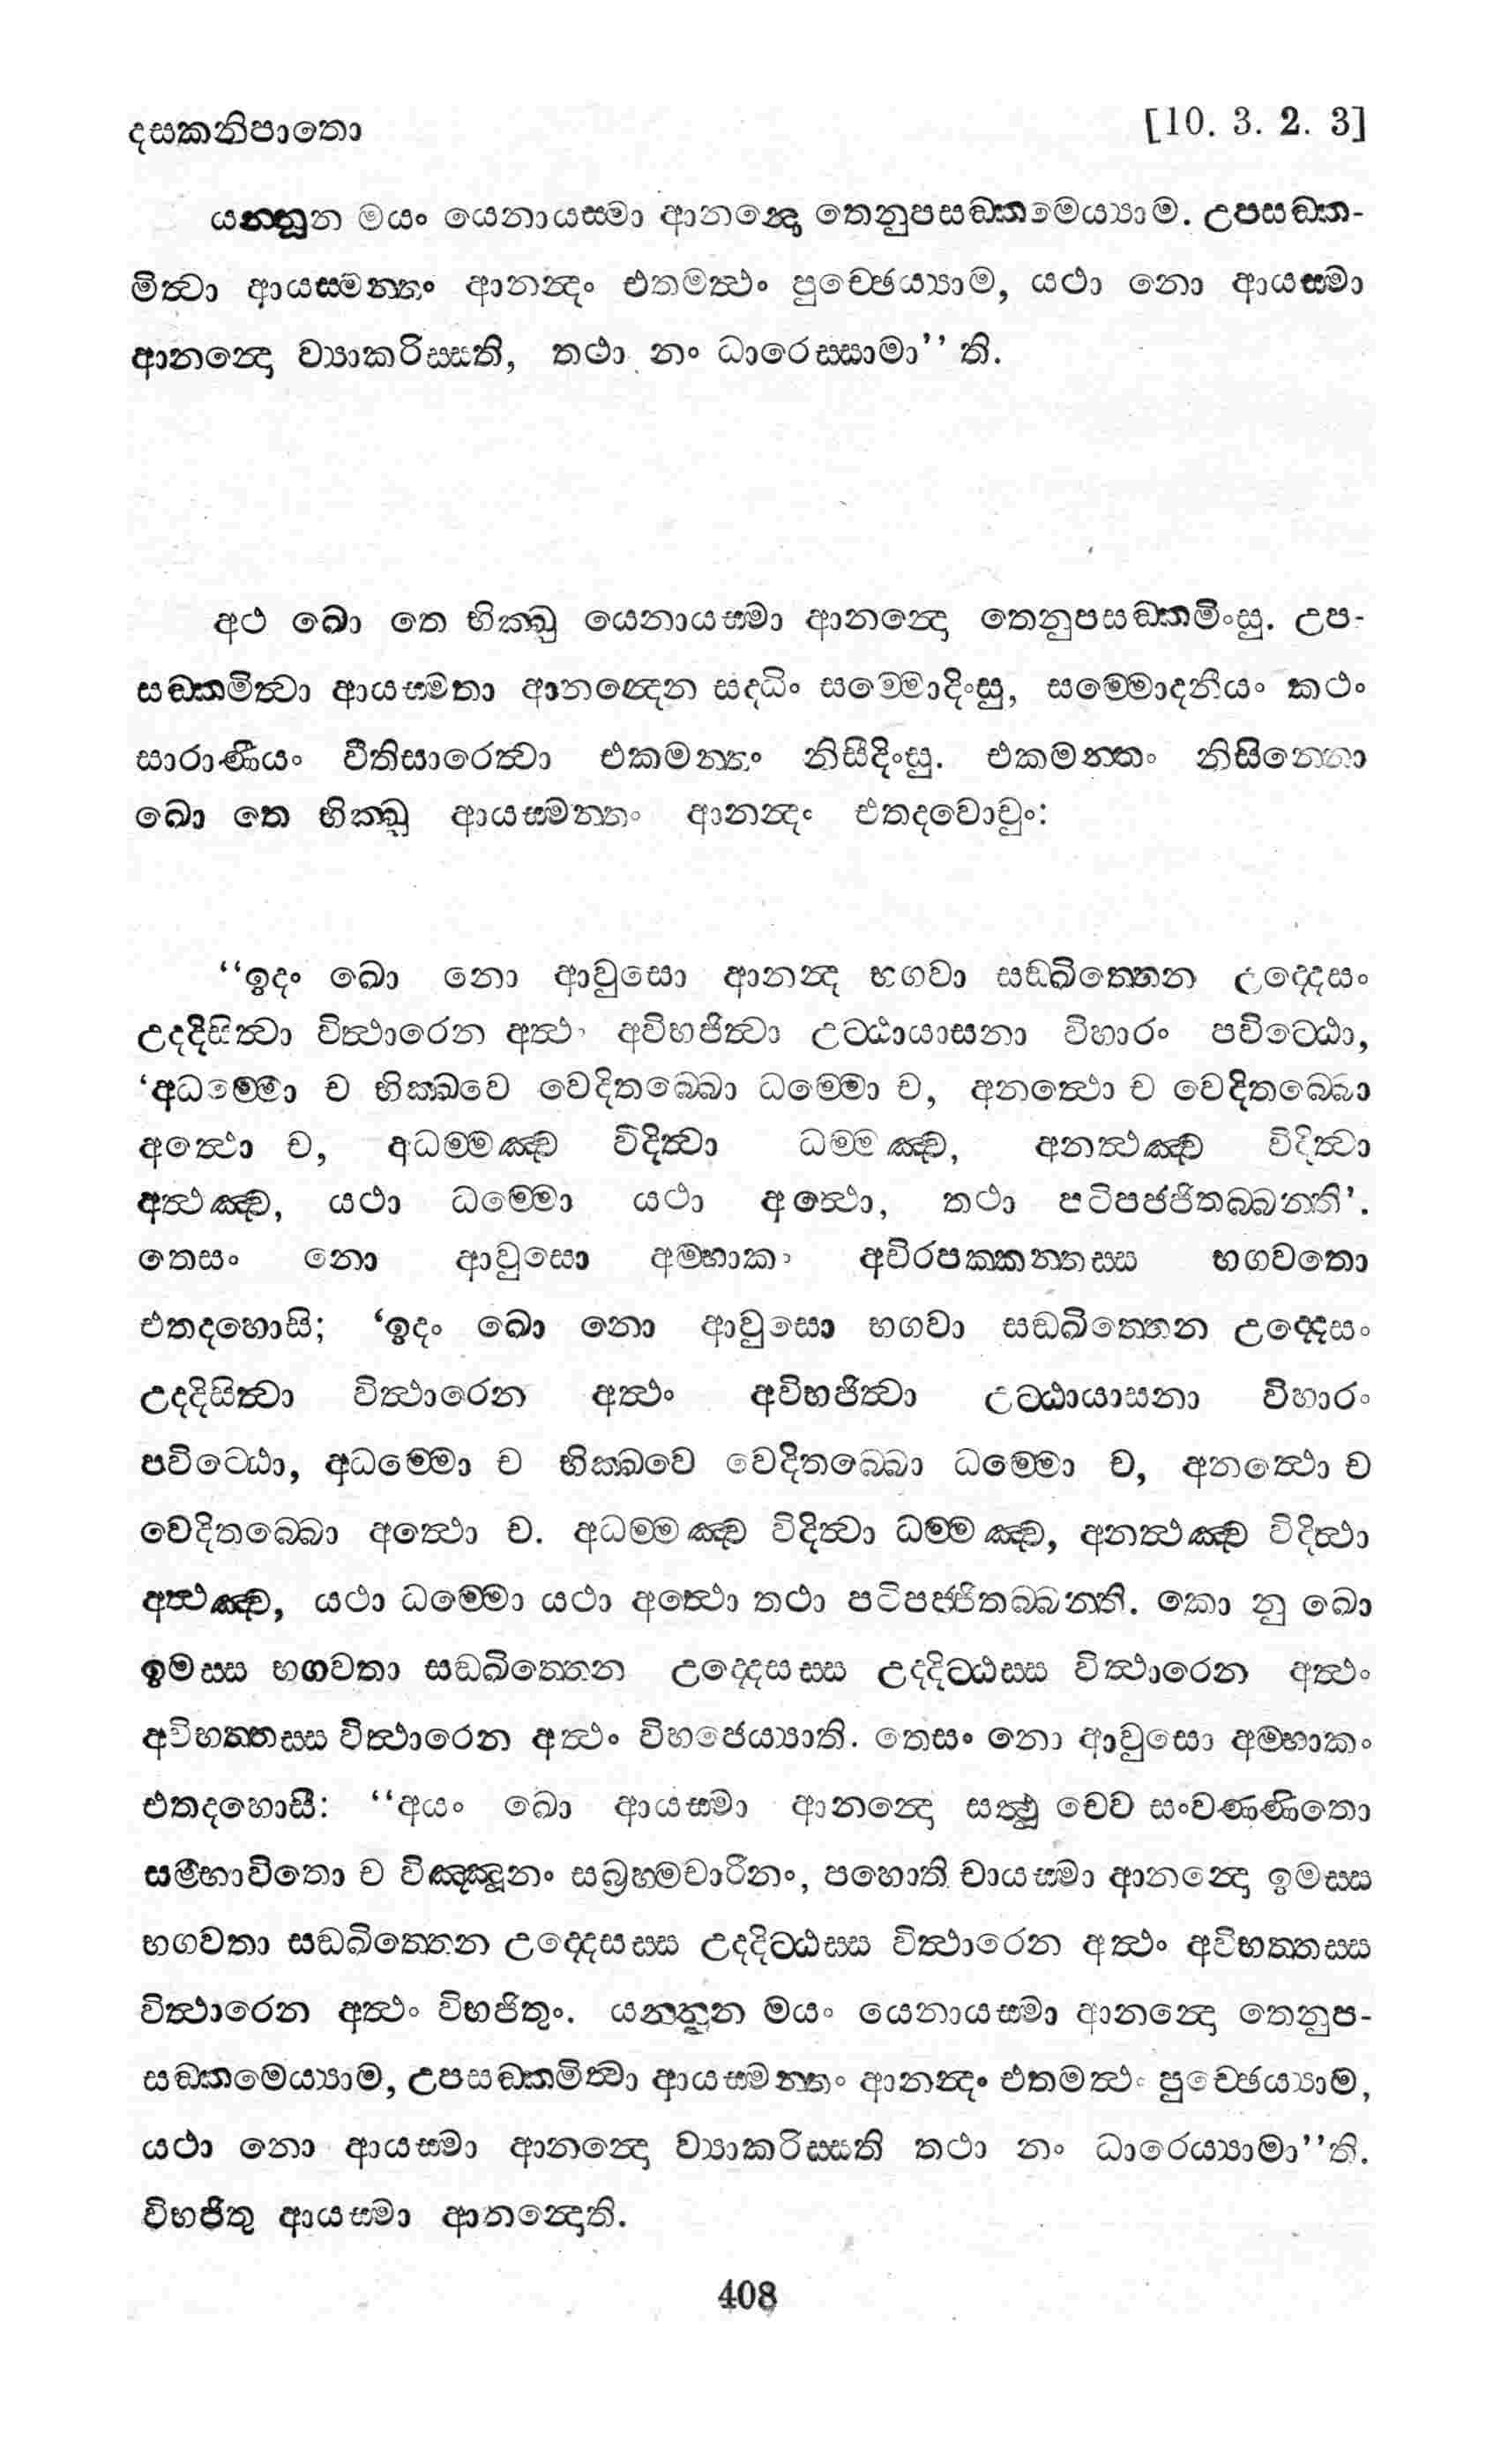 දසකනිපාතො [10. 3. 2. 3]
යන්නූන මයං යෙනායස්මා ආනන්දො තෙනුපසඞ්කමෙය්‍යාම. උපසඞ්ක-
මිත්‍වා ආයස්මන්තං ආනන්දං එතමත්‍ථං පුච්ඡෙය්‍යාම, යථා නො ආයස්මා
ආනන්දො ව්‍යාකරිස්සති, තථා නං ධාරෙස්සාමා’’ ති.
අථ ඛො තෙ භික්ඛූ යෙනායස්මා ආනන්දො තෙනුපසඞ්කමිංසු. උප-
සඞ්කමිත්‍වා ආයස්මතා ආනන්දෙන සද්ධිං සම්මොදිංසු, සම්මොදනීයං කථං
සාරාණීයං වීතිසාරෙත්‍වා එකමන්තං නිසීදිංසු. එකමන්තං නිසින්නො
ඛො තෙ භික්ඛූ ආයස්මන්තං ආනන්දං එතදවොචුං:
‘‘ඉදං ඛො නො ආවුසො ආනන්ද භගවා සඞ්ඛිත්තෙන උද්දෙසං
උද්දිසිත්‍වා විත්‍ථාරෙන අත්‍ථං අවිභජිත්‍වා උට්ඨායාසනා විහාරං පවිට්ඨො,
‘අධම්මො ච භික්ඛවෙ වෙදිතබ්බො ධම්මො ච, අනත්‍ථො ච වෙදිතබ්බො
අත්‍ථො ච, අධම්මඤ්ච විදිත්‍වා ධම්මඤ්ච, අනත්‍ථඤ්ච විදිත්‍වා
අත්‍ථඤ්ච, යථා ධම්මො යථා අත්‍ථො, තථා පටිපජ්ජිතබ්බන්ති’.
තෙසං නො ආවුසො අම්හාකං අචිරපක්කන්තස්ස භගවතො
එතදහොසි; ‘ඉදං ඛො නො ආවුසො භගවා සඞ්ඛිත්තෙන උද්දෙසං
උද්දිසිත්‍වා විත්‍ථාරෙන අත්‍ථං අවිභජිත්‍වා උට්ඨායාසනා විහාරං
පවිට්ඨො, අධම්මො ච භික්ඛවෙ වෙදිතබ්බො ධම්මො ච, අනත්‍ථො ච
වෙදිතබ්බො අත්‍ථො ච. අධම්මඤ්ච විදිත්‍වා ධම්මඤ්ච, අනත්‍ථඤ්ච විදිත්‍ථා
අත්‍ථඤ්ච, යථා ධම්මො යථා අත්‍ථො තථා පටිපජ්ජිතබ්බන්ති. කො නු ඛො
ඉමස්ස භගවතා සඞ්ඛිත්තෙන උද්දෙසස්ස උද්දිට්ඨස්ස විත්‍ථාරෙන අත්‍ථං
අවිභත්තස්ස විත්‍ථාරෙන අත්‍ථං විභජෙය්‍යාති. තෙසං නො ආවුසො අම්හාකං
එතදහොසි: ‘‘අයං ඛො ආයස්මා ආනන්දො සත්‍ථු චෙව සංවණ්ණිතො
සම්භාවිතො ච විඤ්ඤූනං සබ්‍රහ්මචාරීනං, පහොති චායස්මා ආනන්දො ඉමස්ස
භගවතා සඞ්ඛිත්තෙන උද්දෙසස්ස උද්දිට්ඨස්ස විත්‍ථාරෙන අත්‍ථං අවිභත්තස්ස
විත්‍ථාරෙන අත්‍ථං විභජිතුං. යන්නූන මයං යෙනායස්මා ආනන්දො තෙනුප-
සඞ්කමෙය්‍යාම, උපසඞ්කමිත්‍වා ආයස්මන්තං ආනන්දං එතමත්‍ථං පුච්ඡෙය්‍යාම,
යථා නො ආයස්මා ආනන්දො ව්‍යාකරිස්සති තථා නං ධාරෙය්‍යාමා’’ති.
විභජිතු ආයස්මා ආනන්දොති.
408